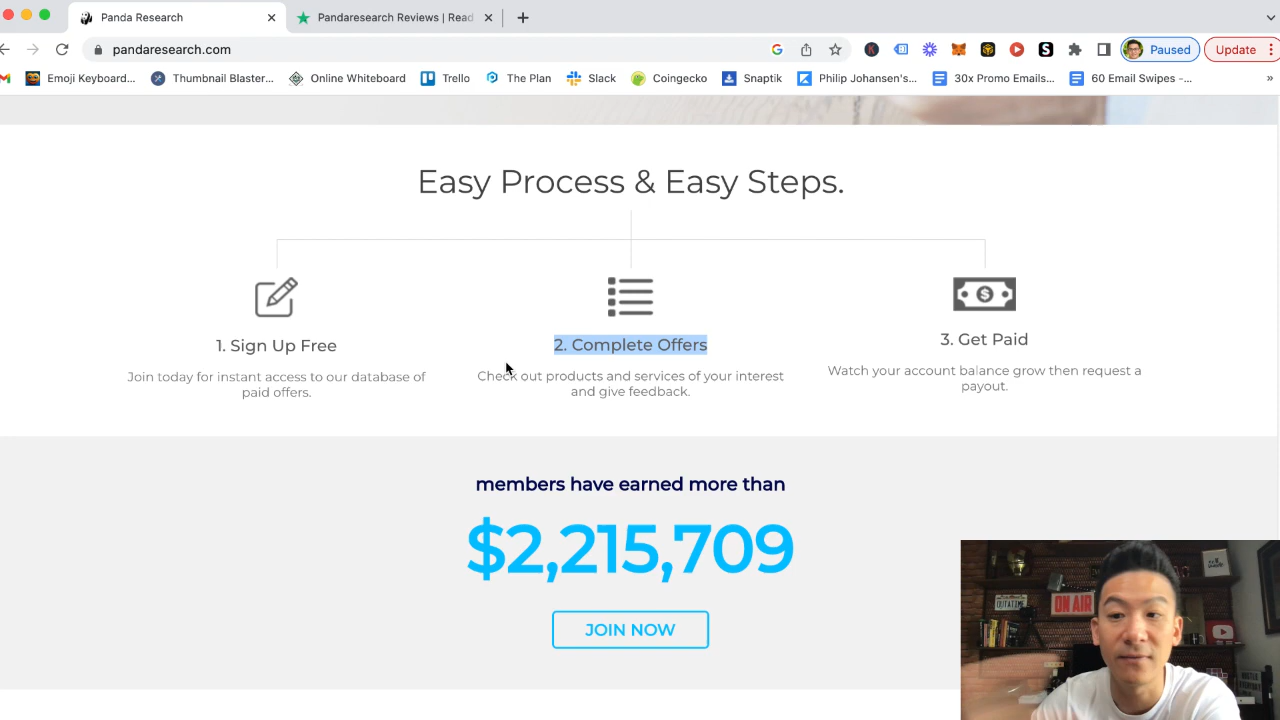 Panda Research
Pandaresearch Reviews | Read
pandaresearch.com
Paused
Update
Emoji Keyboard...
Thumbnail Blaster...
Online Whiteboard
Trello
The Plan
Slack
Coingecko
Snaptik
Philip Johansen's...
30x Promo Emails...
60 Email Swipes –...
»
Easy Process & Easy Steps.
1. Sign Up Free
Join today for instant access to our database of
paid offers.
2. Complete Offers
Check out products and services of your interest
and give feedback.
3. Get Paid
Watch your account balance grow then request a
payout.
members have earned more than
$2,215,709
JOIN NOW
OUTATIME
ON AIR